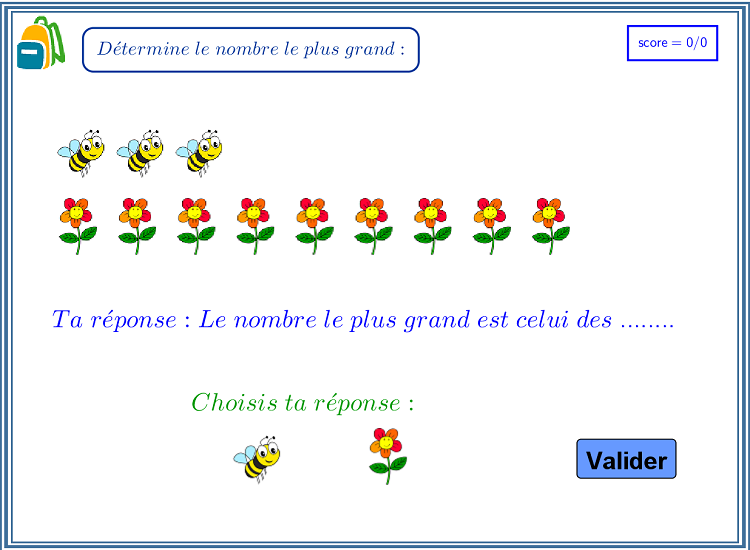 Détermine le nombre le plus grand :
score = 0/0
Ta réponse : Le nombre le plus grand est celui des ........
Choisis ta réponse :
Valider